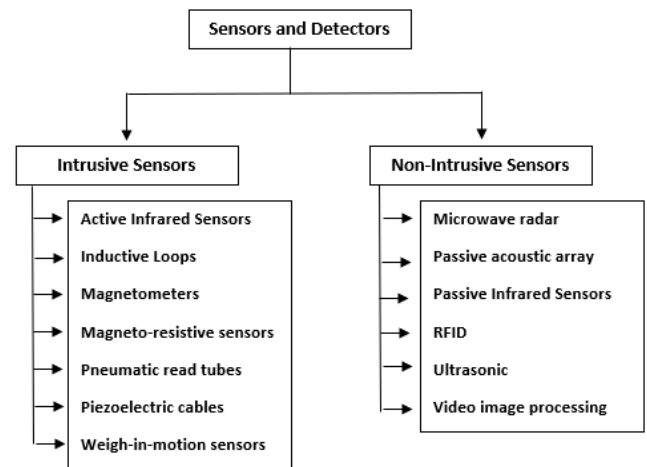 Sensors and Detectors
Intrusive Sensors
Active Infrared Sensors
Inductive Loops
Magnetometers
Magneto-resistive sensors
Pneumatic read tubes
Piezoelectric cables
Weigh-in-motion sensors
Non-Intrusive Sensors
Microwave radar
Passive acoustic array
Passive Infrared Sensors
RFID
Ultrasonic
Video image processing